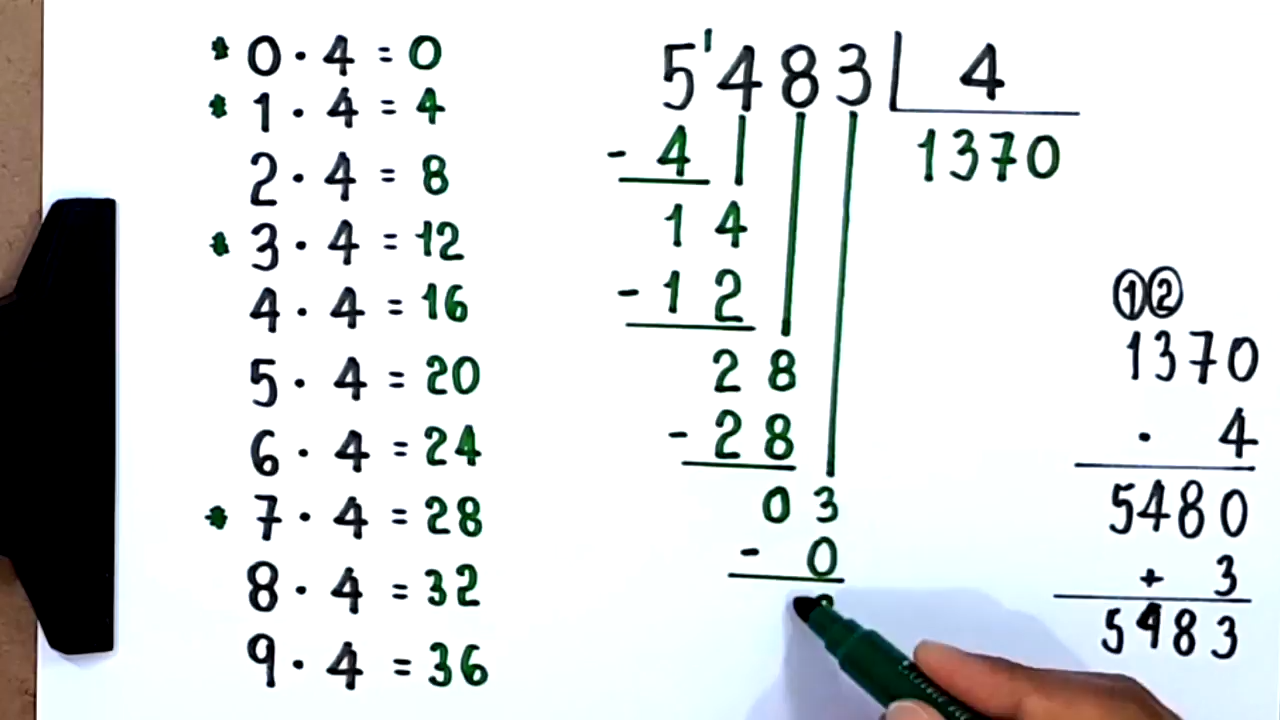 * 0 · 4 = 0
* 1 · 4 = 4
2 · 4 = 8
* 3 · 4 = 12
4 · 4 = 16
5 · 4 = 20
6 · 4 = 24
* 7 · 4 = 28
8 · 4 = 32
9 · 4 = 36
5'483 4
- 4 1370
14
- 12
28
- 28
03
- 0
1 2
1370
· 4
5480
+ 3
5483